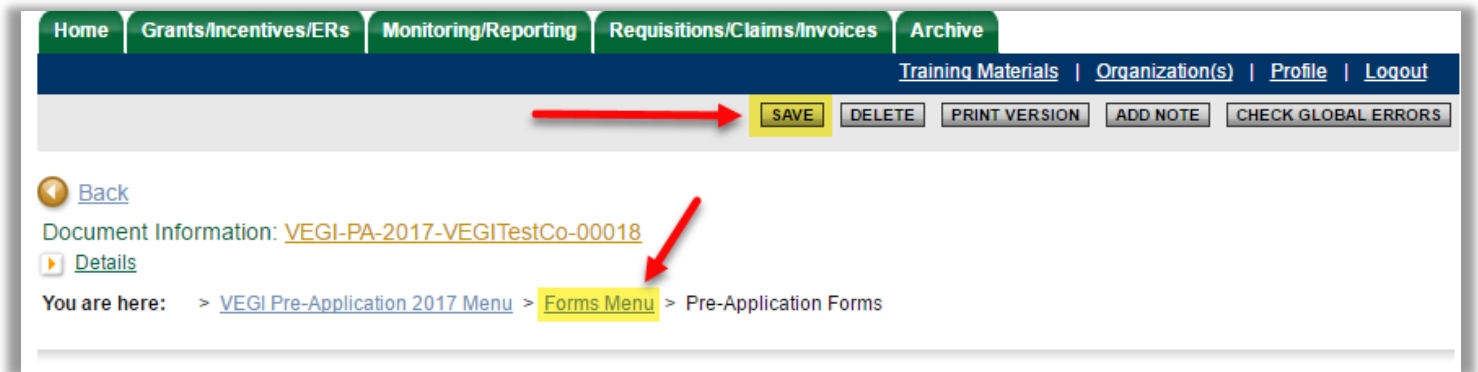 Home Grants/Incentives/ERs Monitoring/Reporting Requisitions/Claims/Invoices Archive
Training Materials | Organization(s) | Profile | Logout
SAVE DELETE PRINT VERSION ADD NOTE CHECK GLOBAL ERRORS
Back
Document Information: VEGI-PA-2017-VEGITestCo-00018
Details
You are here: > VEGI Pre-Application 2017 Menu > Forms Menu > Pre-Application Forms